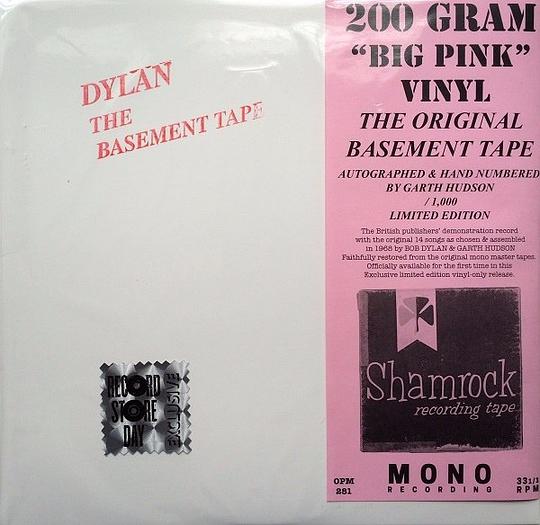 DYLAN
THE
BASEMENT TAPE
RECORD
STORE
DAY
EXCLUSIVE
200 GRAM
“BIG PINK”
VINYL
THE ORIGINAL
BASEMENT TAPE
AUTOGRAPHED & HAND NUMBERED
BY GARTH HUDSON
/ 1,000
LIMITED EDITION
The British publishers' demonstration record
with the original 14 songs as chosen & assembled
in 1968 by BOB DYLAN & GARTH HUDSON
Faithfully restored from the original mono master tapes.
Officially available for the first time in this
Exclusive limited edition vinyl-only release.
Shamrock
recording tape
OPM
281
MONO
RECORDING
33 1/3
RPM